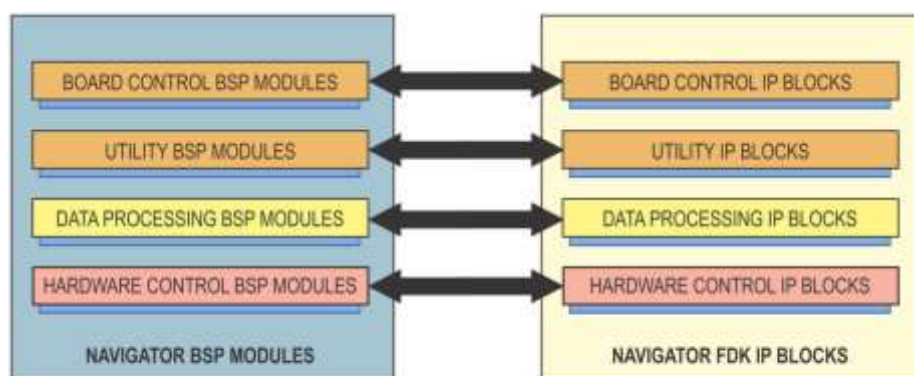 BOARD CONTROL BSP MODULES
UTILITY BSP MODULES
DATA PROCESSING BSP MODULES
HARDWARE CONTROL BSP MODULES
NAVIGATOR BSP MODULES
BOARD CONTROL IP BLOCKS
UTILITY IP BLOCKS
DATA PROCESSING IP BLOCKS
HARDWARE CONTROL IP BLOCKS
NAVIGATOR FDK IP BLOCKS